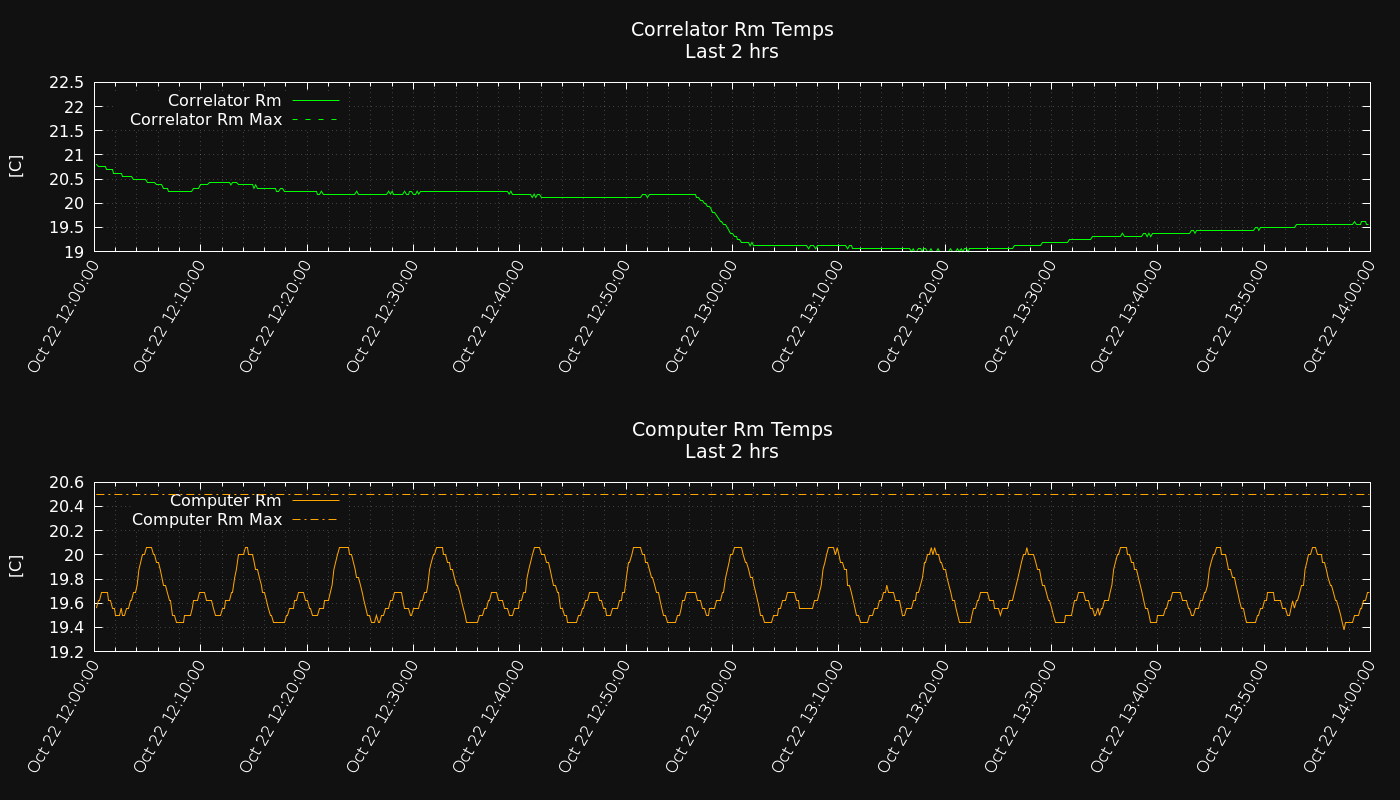 Correlator Rm Temps
Last 2 hrs
[C]
22.5
22
21.5
21
20.5
20
19.5
19
Correlator Rm
Correlator Rm Max
Oct 22 12:00:00
Oct 22 12:10:00
Oct 22 12:20:00
Oct 22 12:30:00
Oct 22 12:40:00
Oct 22 12:50:00
Oct 22 13:00:00
Oct 22 13:10:00
Oct 22 13:20:00
Oct 22 13:30:00
Oct 22 13:40:00
Oct 22 13:50:00
Oct 22 14:00:00
Computer Rm Temps
Last 2 hrs
[C]
20.6
20.4
20.2
20
19.8
19.6
19.4
19.2
Computer Rm
Computer Rm Max
Oct 22 12:00:00
Oct 22 12:10:00
Oct 22 12:20:00
Oct 22 12:30:00
Oct 22 12:40:00
Oct 22 12:50:00
Oct 22 13:00:00
Oct 22 13:10:00
Oct 22 13:20:00
Oct 22 13:30:00
Oct 22 13:40:00
Oct 22 13:50:00
Oct 22 14:00:00